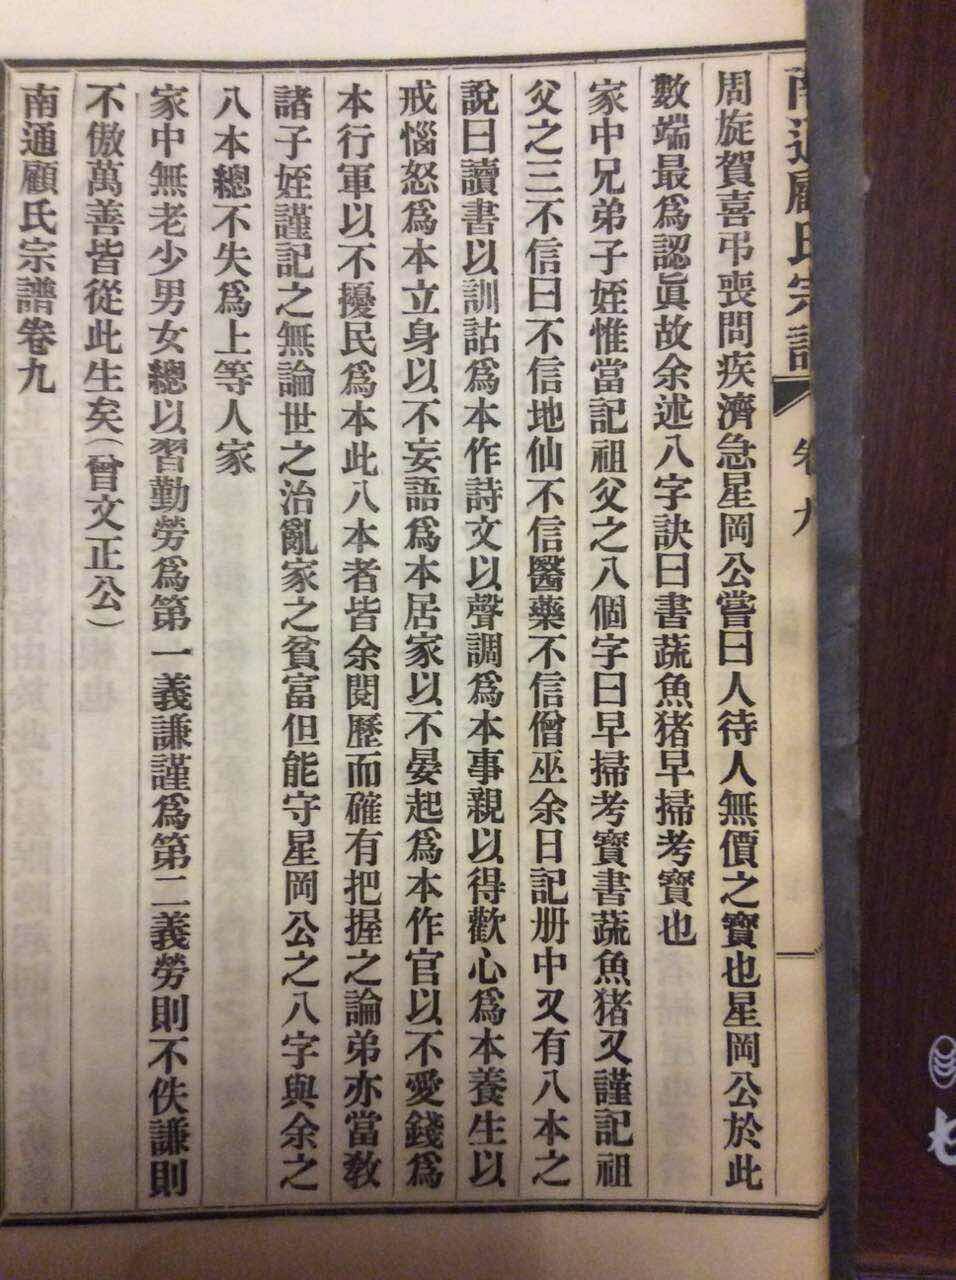 南通顧氏宗譜 卷九
周旋賀喜弔喪問疾濟急星岡公嘗曰人待人無價之寶也星岡公於此
數端最爲認眞故余述八字訣曰書蔬魚猪早掃考寶也
家中兄弟子姪惟當記祖父之八個字曰早掃考寶書蔬魚猪又謹記祖
父之三不信曰不信地仙不信醫藥不信僧巫余日記册中又有八本之
說曰讀書以訓詁爲本作詩文以聲調爲本事親以得歡心爲本養生以
戒惱怒爲本立身以不妄語爲本居家以不晏起爲本作官以不愛錢爲
本行軍以不擾民爲本此八本者皆余閱歷而確有把握之論弟亦當敎
諸子姪謹記之無論世之治亂家之貧富但能守星岡公之八字與余之
八本總不失爲上等人家
家中無老少男女總以習勤勞爲第一義謙謹爲第二義勞則不佚謙則
不傲萬善皆從此生矣(曾文正公)
南通顧氏宗譜卷九